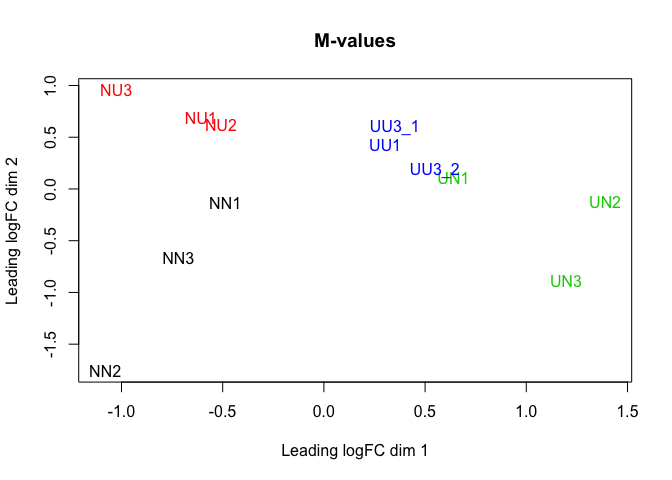 M-values
Leading logFC dim 2
1.0
0.5
0.0
-0.5
-1.0
-1.5
NU3
NU1
NU2
UU3_1
UU1
UU3_2
UN1
NN1
UN2
NN3
UN3
NN2
-1.0 -0.5 0.0 0.5 1.0 1.5
Leading logFC dim 1